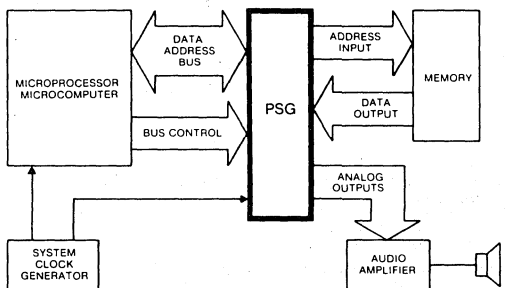 MICROPROCESSOR
MICROCOMPUTER
DATA
ADDRESS
BUS
BUS CONTROL
PSG
ADDRESS
INPUT
DATA
OUTPUT
MEMORY
ANALOG
OUTPUTS
SYSTEM
CLOCK
GENERATOR
AUDIO
AMPLIFIER